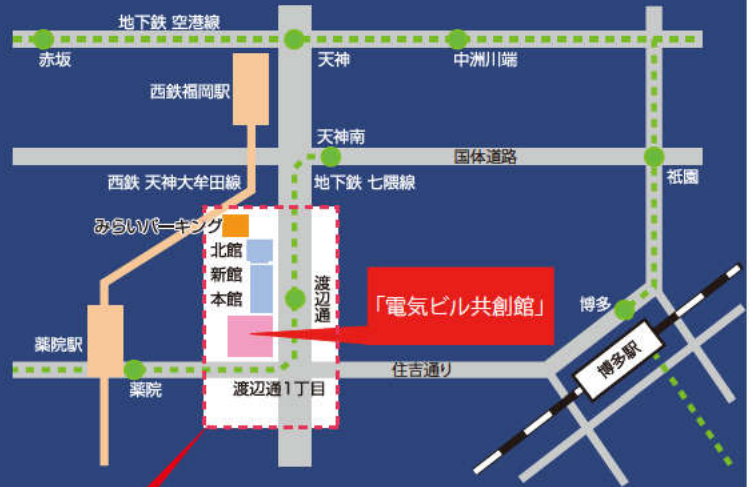 地下鉄 空港線
赤坂
天神
中洲川端
西鉄福岡駅
天神南
国体道路
西鉄 天神大牟田線
地下鉄 七隈線
祇園
みらいパーキング
北館
新館
本館
渡辺通
「電気ビル共創館」
博多
博多駅
薬院駅
住吉通り
薬院
渡辺通1丁目